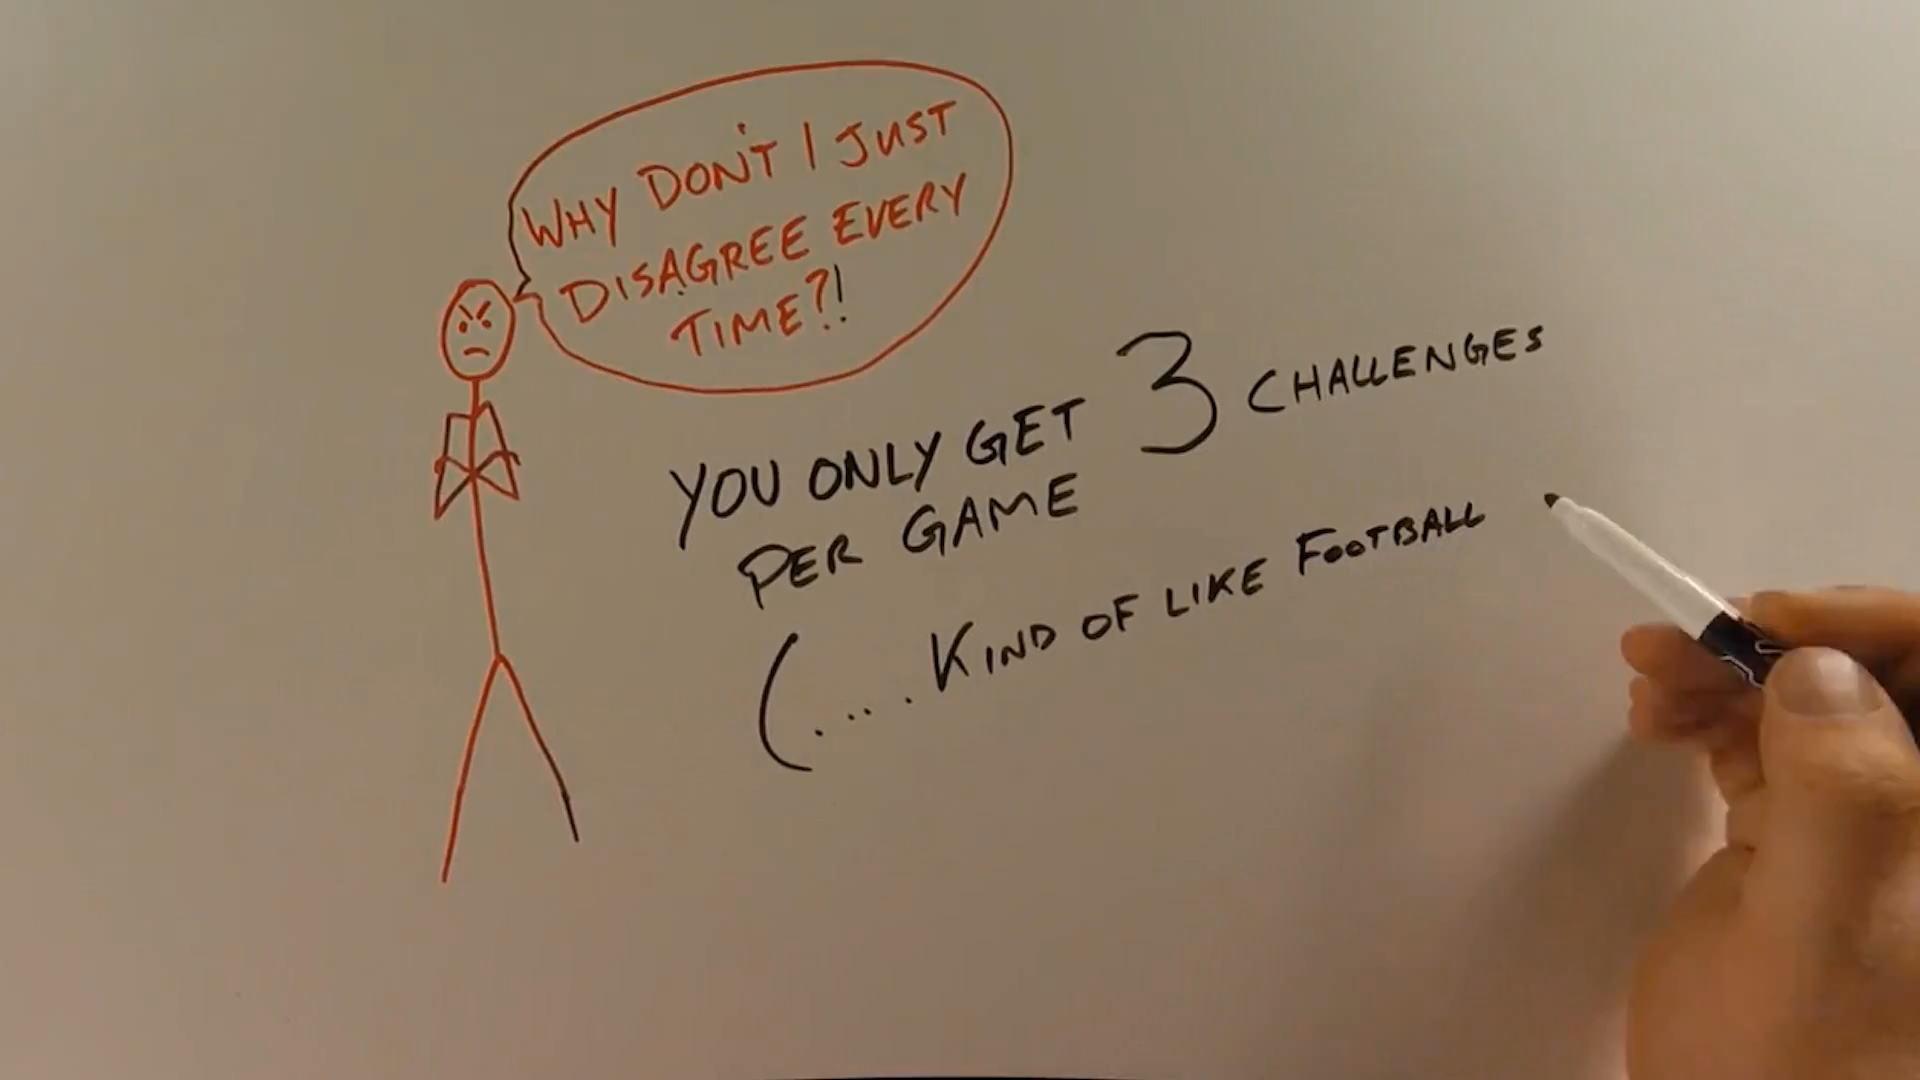 WHY DON'T I JUST
DISAGREE EVERY
TIME?!
YOU ONLY GET 3 CHALLENGES
PER GAME
(.... KIND OF LIKE FOOTBALL